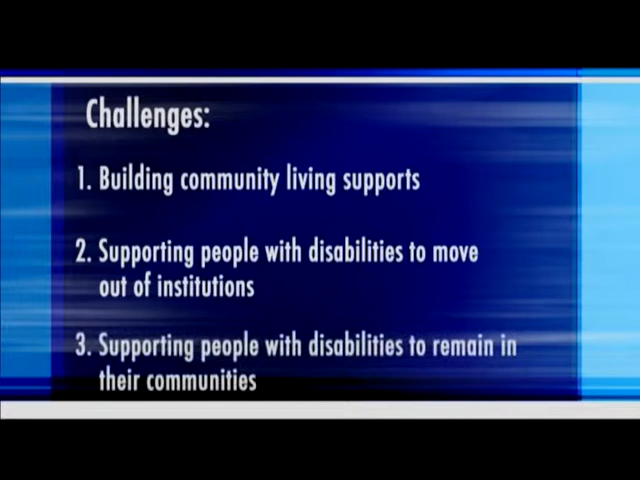 Challenges:
1. Building community living supports
2. Supporting people with disabilities to move
out of institutions
3. Supporting people with disabilities to remain in
their communities